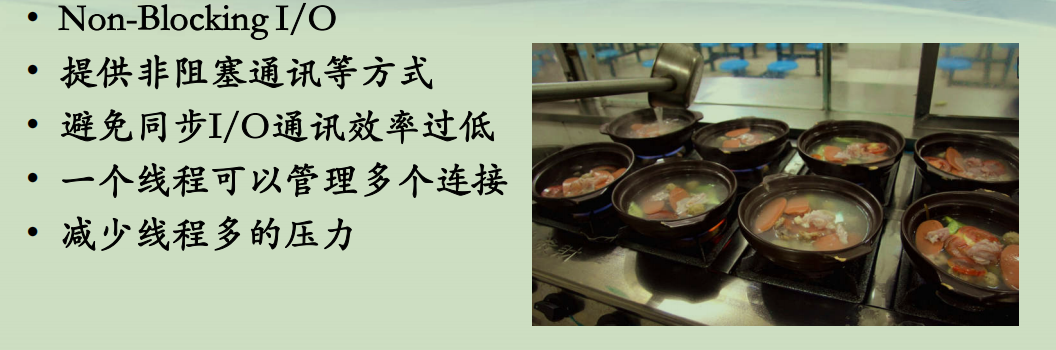 • Non-Blocking I/O
• 提供非阻塞通讯等方式
• 避免同步I/O通讯效率过低
• 一个线程可以管理多个连接
• 减少线程多的压力